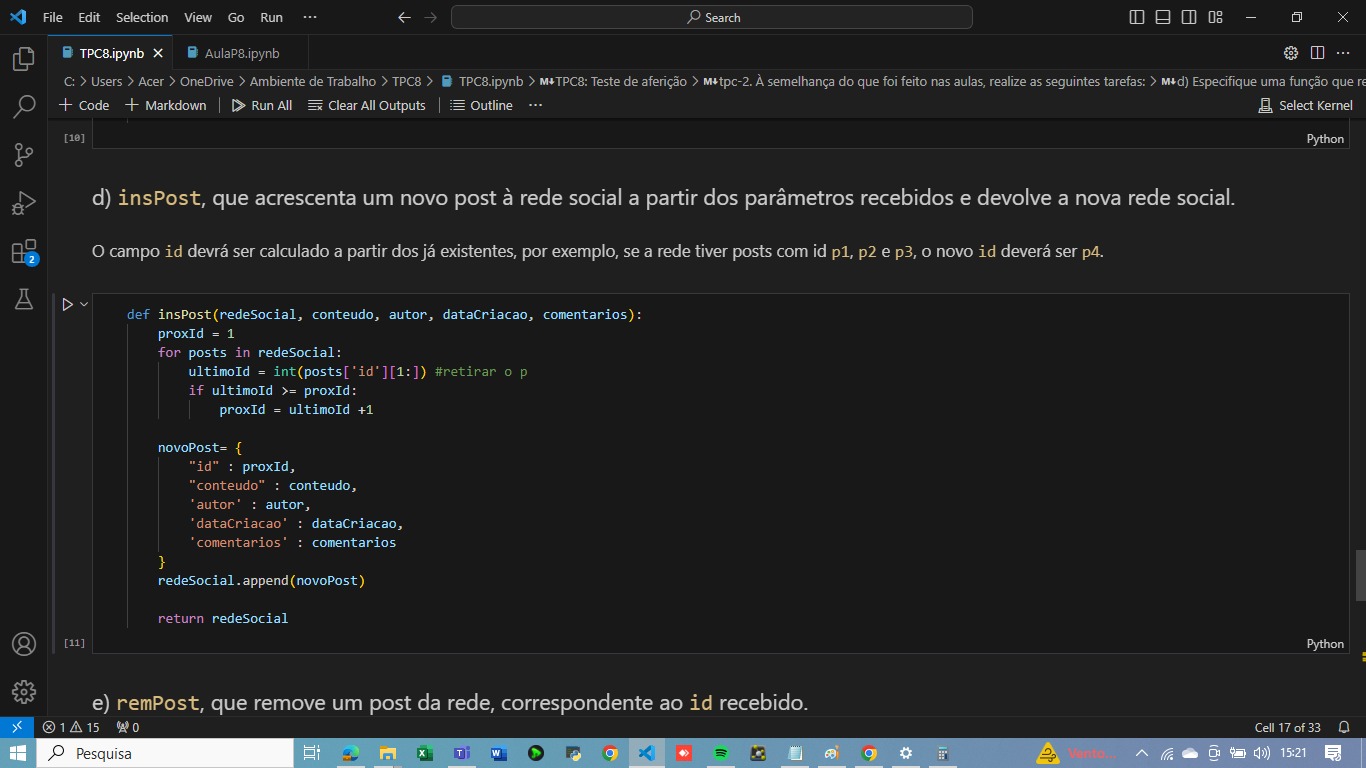 File Edit Selection View Go Run ··· Search
TPC8.ipynb AulaP8.ipynb
C: > Users > Acer > OneDrive > Ambiente de Trabalho > TPC8 > TPC8.ipynb > M↓TPC8: Teste de aferição > M↓tpc-2. À semelhança do que foi feito nas aulas, realize as seguintes tarefas: > M↓d) Especifique uma função que re
+ Code + Markdown Run All Clear All Outputs Outline ··· Select Kernel
[10] Python
d) insPost, que acrescenta um novo post à rede social a partir dos parâmetros recebidos e devolve a nova rede social.
O campo id devrá ser calculado a partir dos já existentes, por exemplo, se a rede tiver posts com id p1, p2 e p3, o novo id deverá ser p4.
def insPost(redeSocial, conteudo, autor, dataCriacao, comentarios):
proxId = 1
for posts in redeSocial:
ultimoId = int(posts['id'][1:]) #retirar o p
if ultimoId >= proxId:
proxId = ultimoId +1
novoPost= {
"id" : proxId,
"conteudo" : conteudo,
'autor' : autor,
'dataCriacao' : dataCriacao,
'comentarios' : comentarios
}
redeSocial.append(novoPost)
return redeSocial
[11] Python
e) remPost, que remove um post da rede, correspondente ao id recebido.
2
1 15 0 Cell 17 of 33
Pesquisa Vento... 15:21